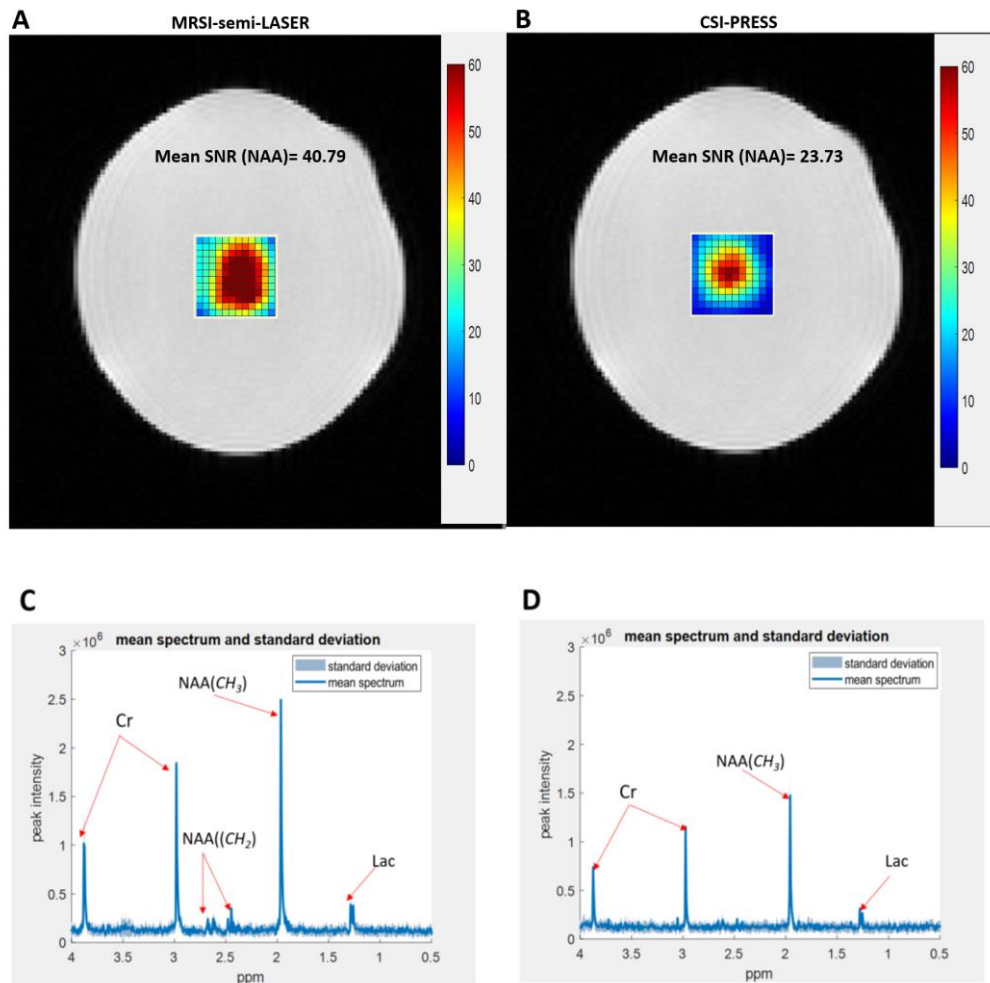 A
MRSI-semi-LASER
Mean SNR (NAA)= 40.79
60
50
40
30
20
10
0
B
CSI-PRESS
Mean SNR (NAA)= 23.73
60
50
40
30
20
10
0
C
mean spectrum and standard deviation
×10⁶
standard deviation
mean spectrum
NAA(CH₃)
Cr
NAA((CH₂)
Lac
peak intensity
3
2.5
2
1.5
1
0.5
0
4 3.5 3 2.5 2 1.5 1 0.5
ppm
D
mean spectrum and standard deviation
×10⁶
standard deviation
mean spectrum
NAA(CH₃)
Cr
Lac
peak intensity
3
2.5
2
1.5
1
0.5
0
4 3.5 3 2.5 2 1.5 1 0.5
ppm